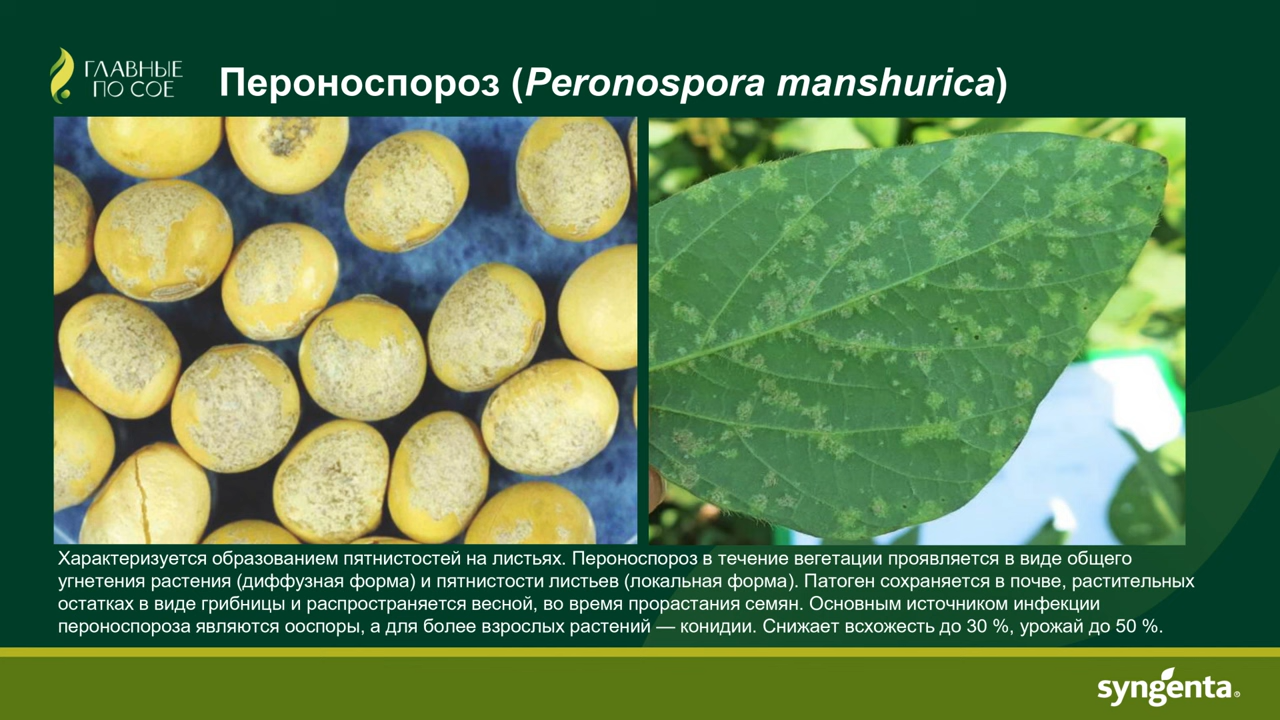 ГЛАВНЫЕ
ПО СОЕ
Пероноспороз (Peronospora manshurica)
Характеризуется образованием пятнистостей на листьях. Пероноспороз в течение вегетации проявляется в виде общего
угнетения растения (диффузная форма) и пятнистости листьев (локальная форма). Патоген сохраняется в почве, растительных
остатках в виде грибницы и распространяется весной, во время прорастания семян. Основным источником инфекции
пероноспороза являются ооспоры, а для более взрослых растений — конидии. Снижает всхожесть до 30 %, урожай до 50 %.
syngenta®